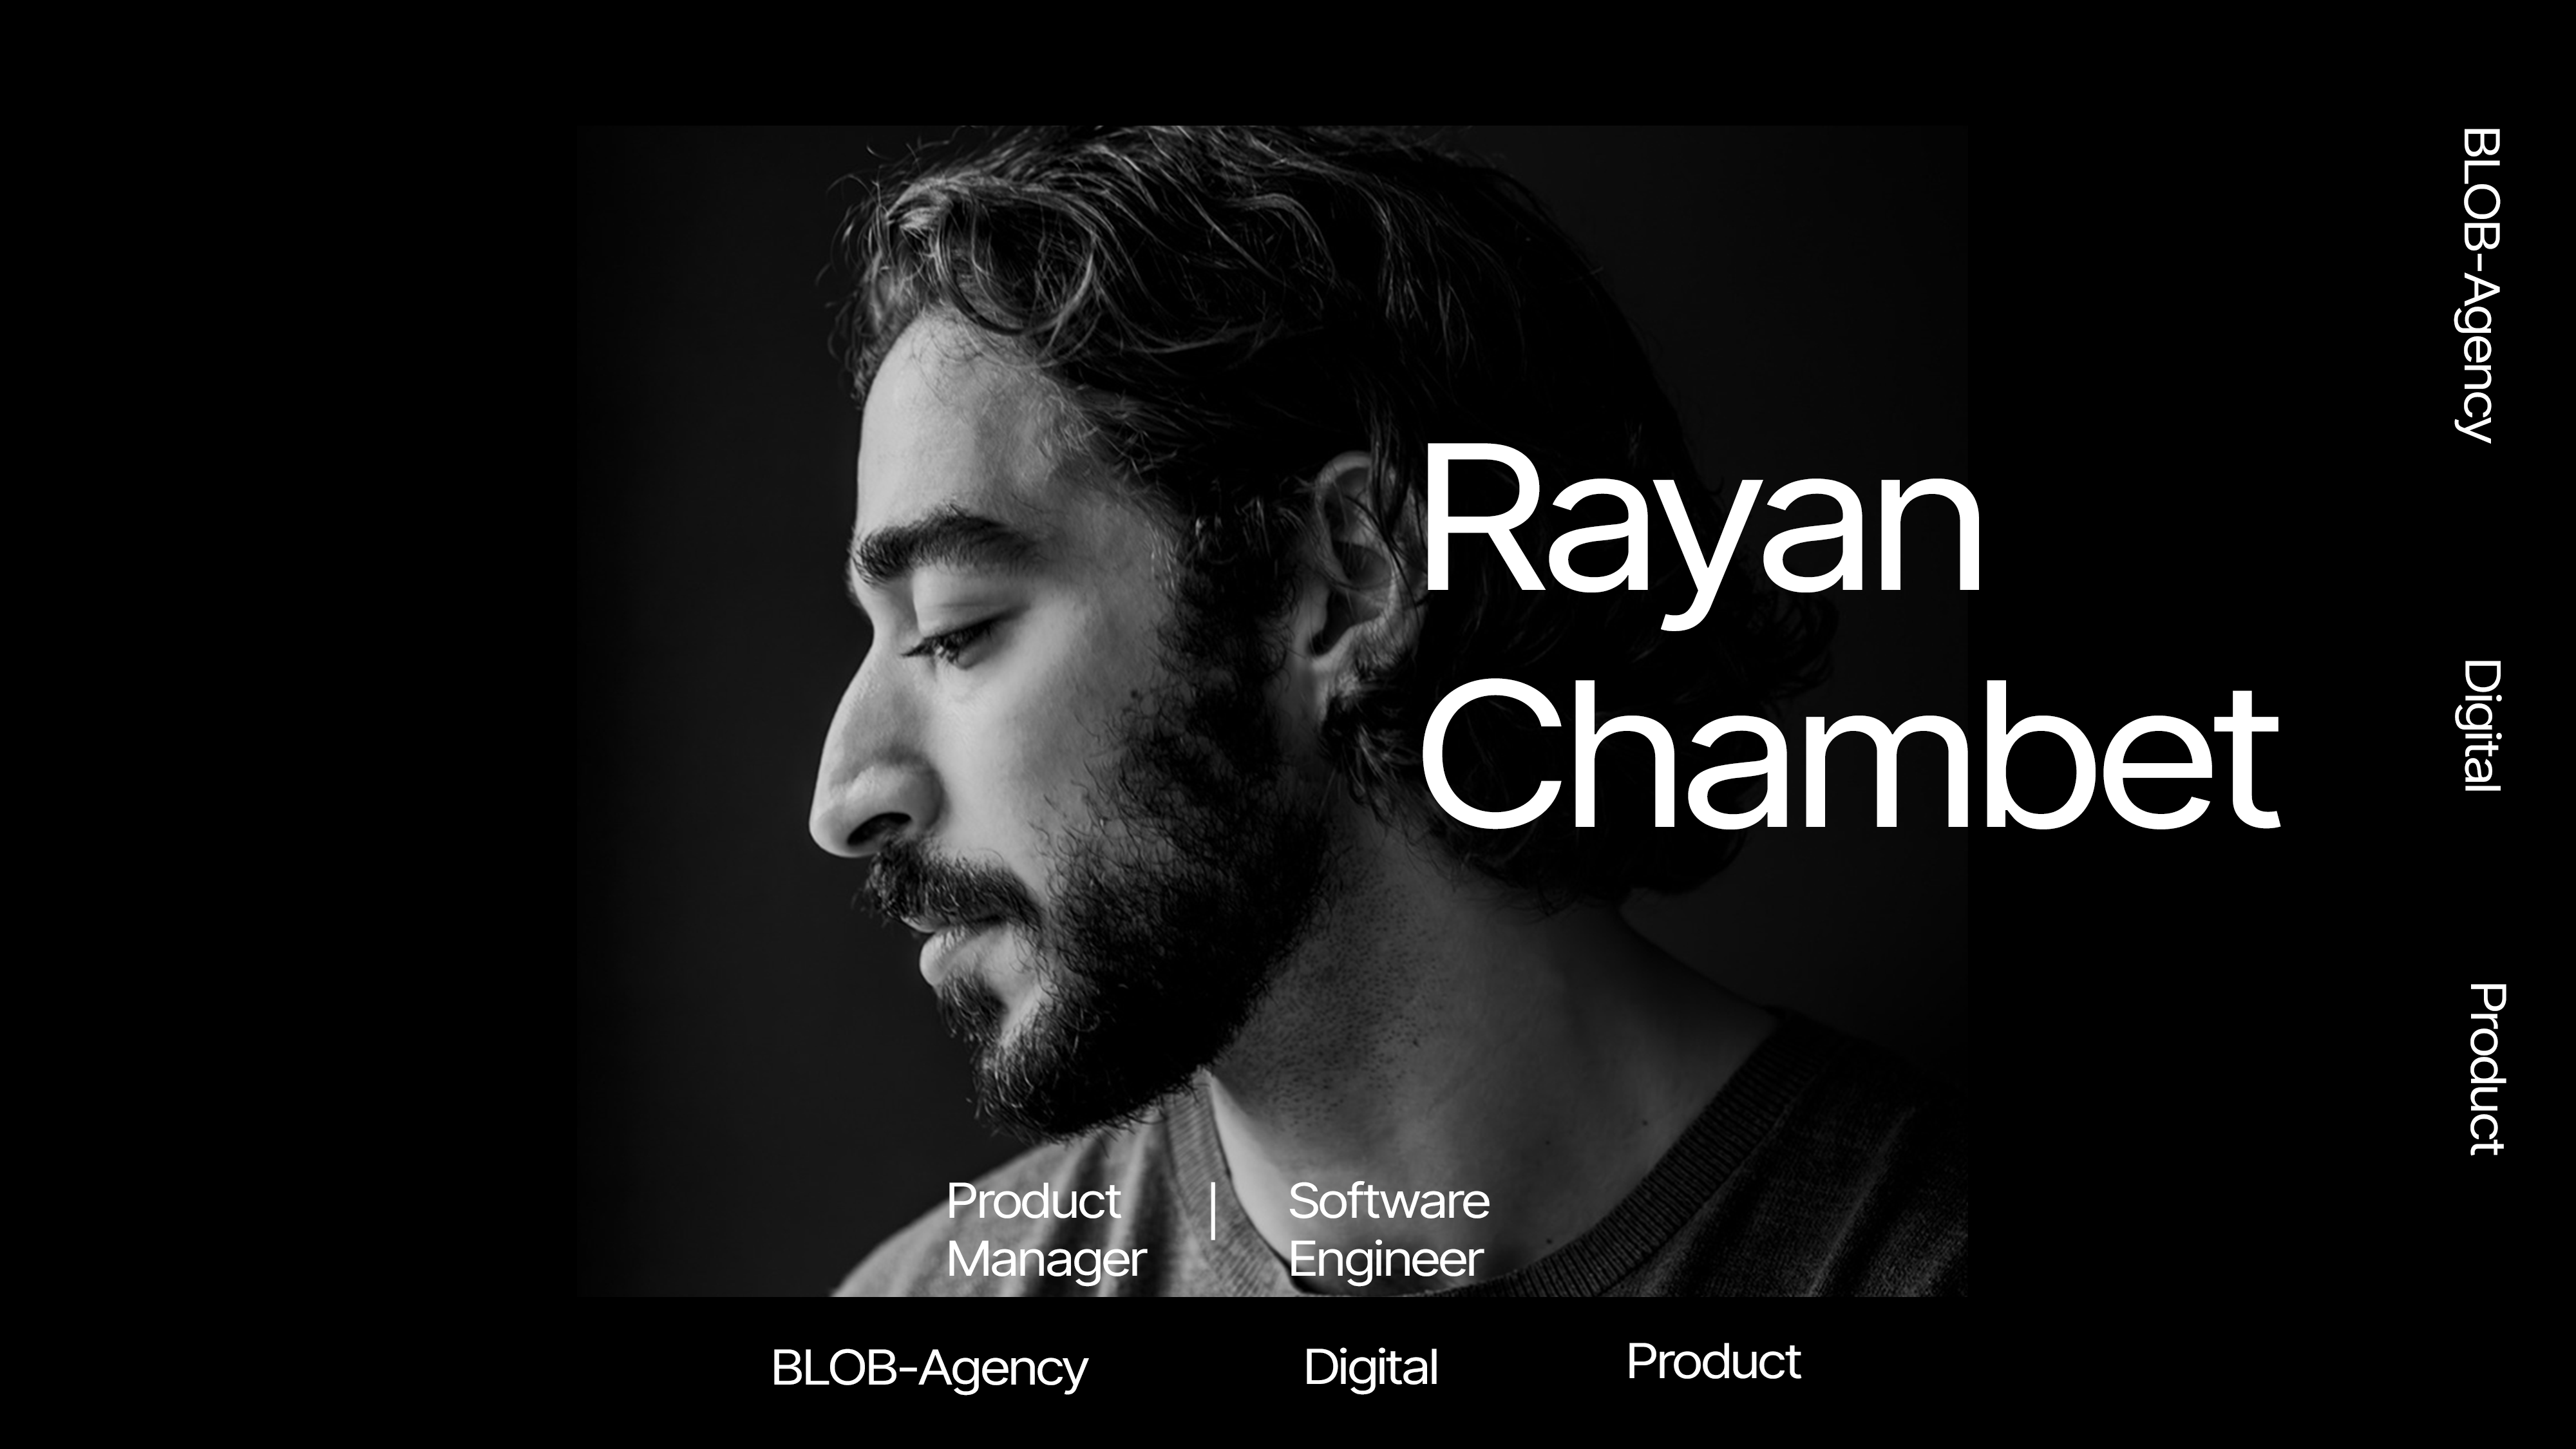 Rayan
Chambet
Product
Manager
|
Software
Engineer
BLOB-Agency
Digital
Product
BLOB-Agency
Digital
Product